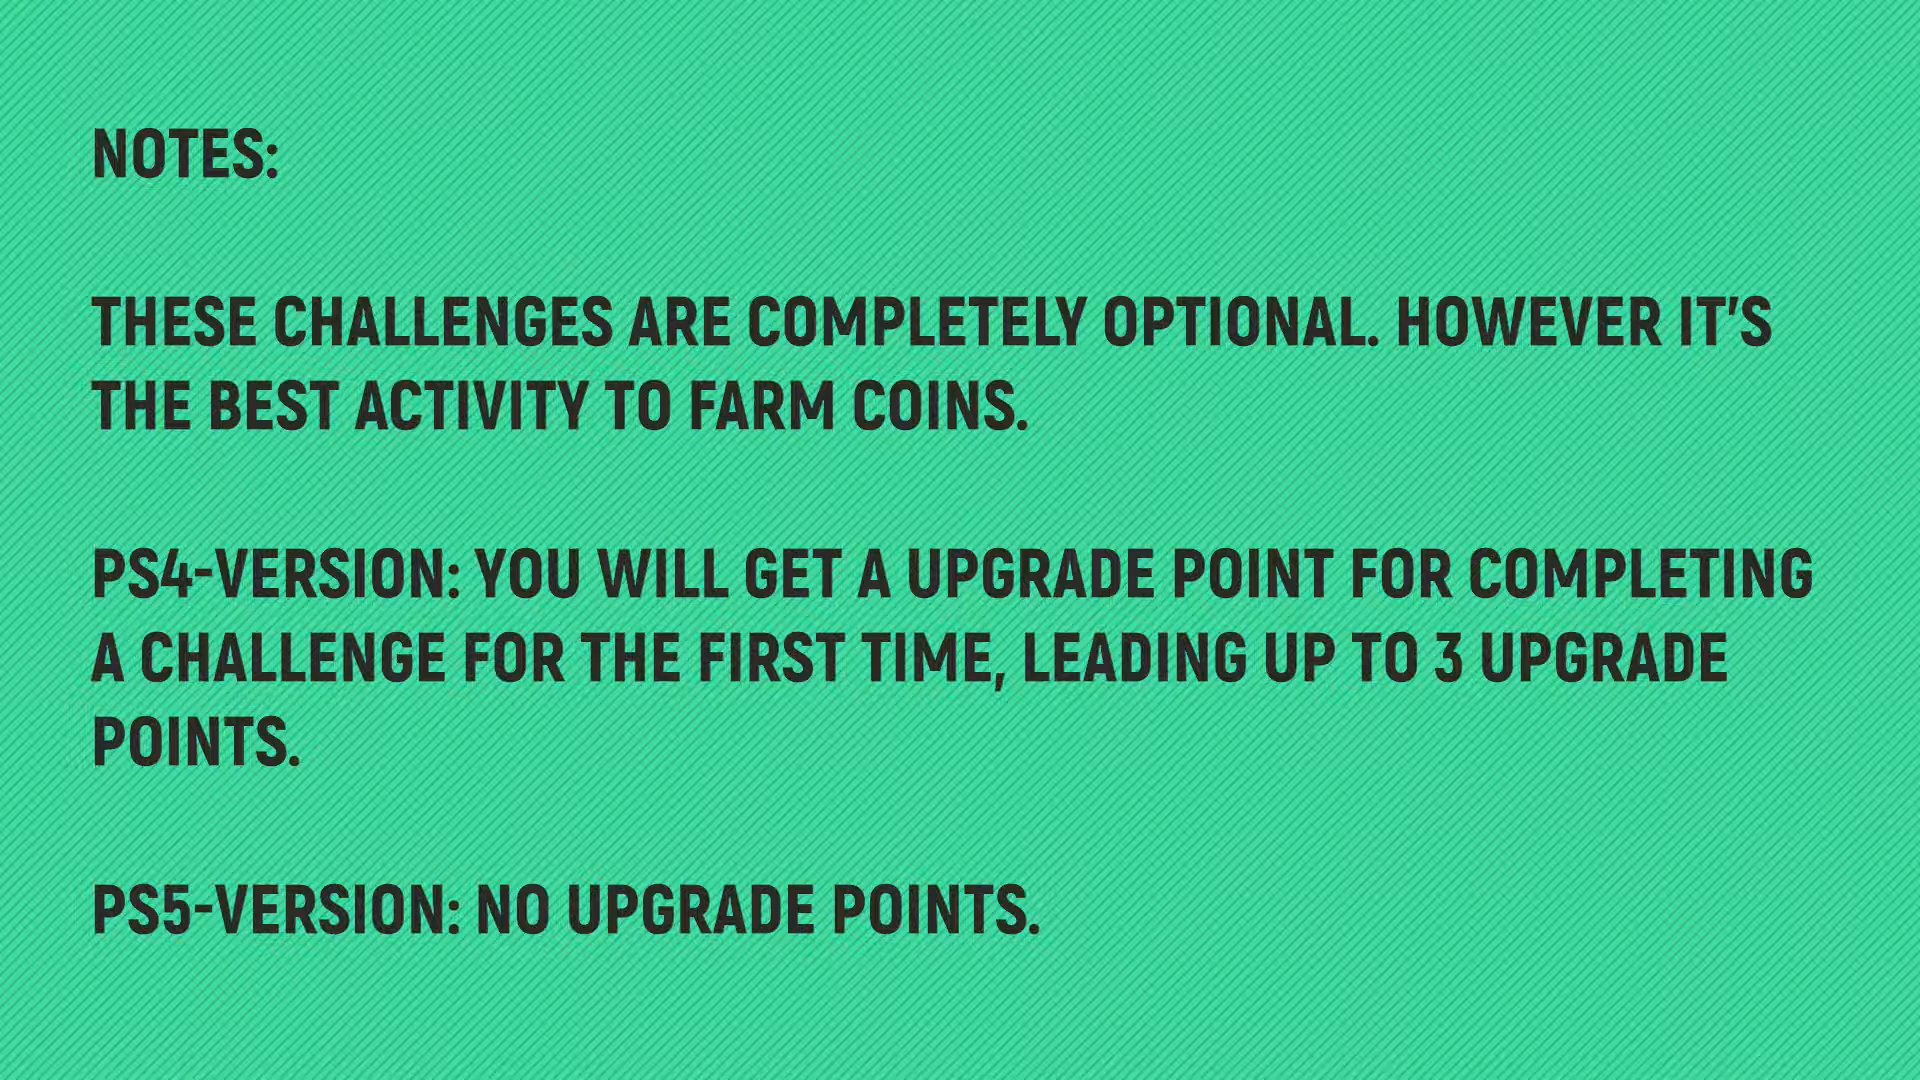 NOTES:
THESE CHALLENGES ARE COMPLETELY OPTIONAL. HOWEVER IT'S
THE BEST ACTIVITY TO FARM COINS.
PS4-VERSION: YOU WILL GET A UPGRADE POINT FOR COMPLETING
A CHALLENGE FOR THE FIRST TIME, LEADING UP TO 3 UPGRADE
POINTS.
PS5-VERSION: NO UPGRADE POINTS.